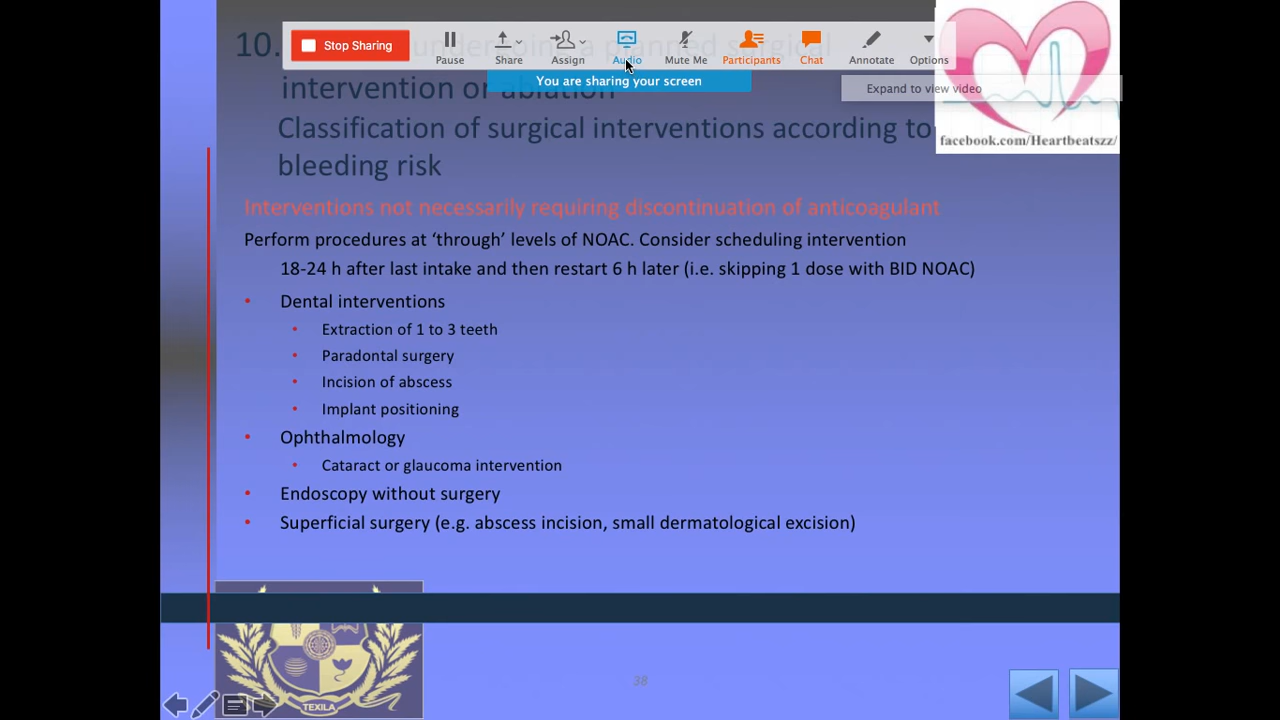 Stop Sharing
Pause
Share
Assign
Audio
Mute Me
Participants
Chat
Annotate
Options
You are sharing your screen
Expand to view video
facebook.com/Heartbeatszz/
10. undergoing a planned surgical
intervention or ablation
Classification of surgical interventions according to
bleeding risk
Interventions not necessarily requiring discontinuation of anticoagulant
Perform procedures at ‘through’ levels of NOAC. Consider scheduling intervention
18-24 h after last intake and then restart 6 h later (i.e. skipping 1 dose with BID NOAC)
• Dental interventions
• Extraction of 1 to 3 teeth
• Paradontal surgery
• Incision of abscess
• Implant positioning
• Ophthalmology
• Cataract or glaucoma intervention
• Endoscopy without surgery
• Superficial surgery (e.g. abscess incision, small dermatological excision)
TEXILA
38